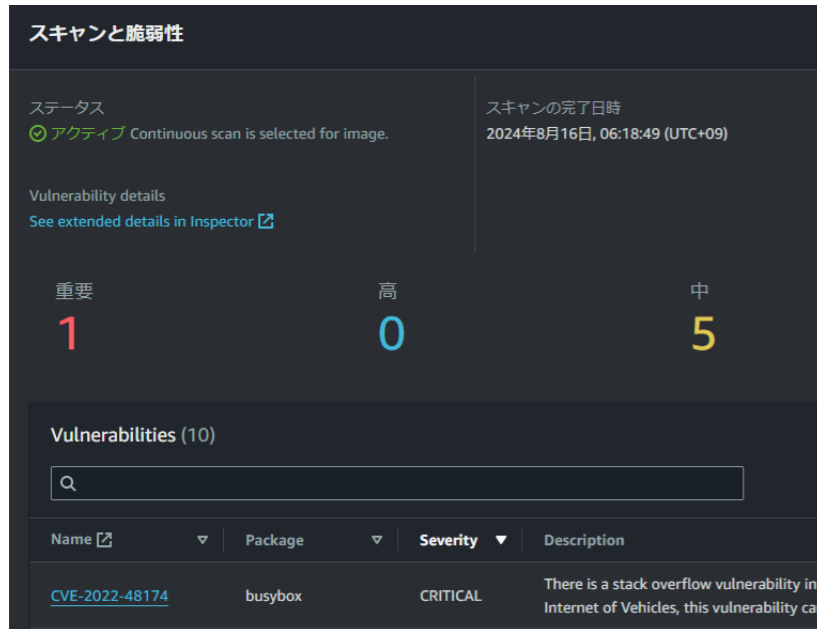 スキャンと脆弱性
ステータス
アクティブ Continuous scan is selected for image.
スキャンの完了日時
2024年8月16日, 06:18:49 (UTC+09)
Vulnerability details
See extended details in Inspector
重要
1
高
0
中
5
Vulnerabilities (10)
Name Package Severity Description
CVE-2022-48174 busybox CRITICAL There is a stack overflow vulnerability in
Internet of Vehicles, this vulnerability ca